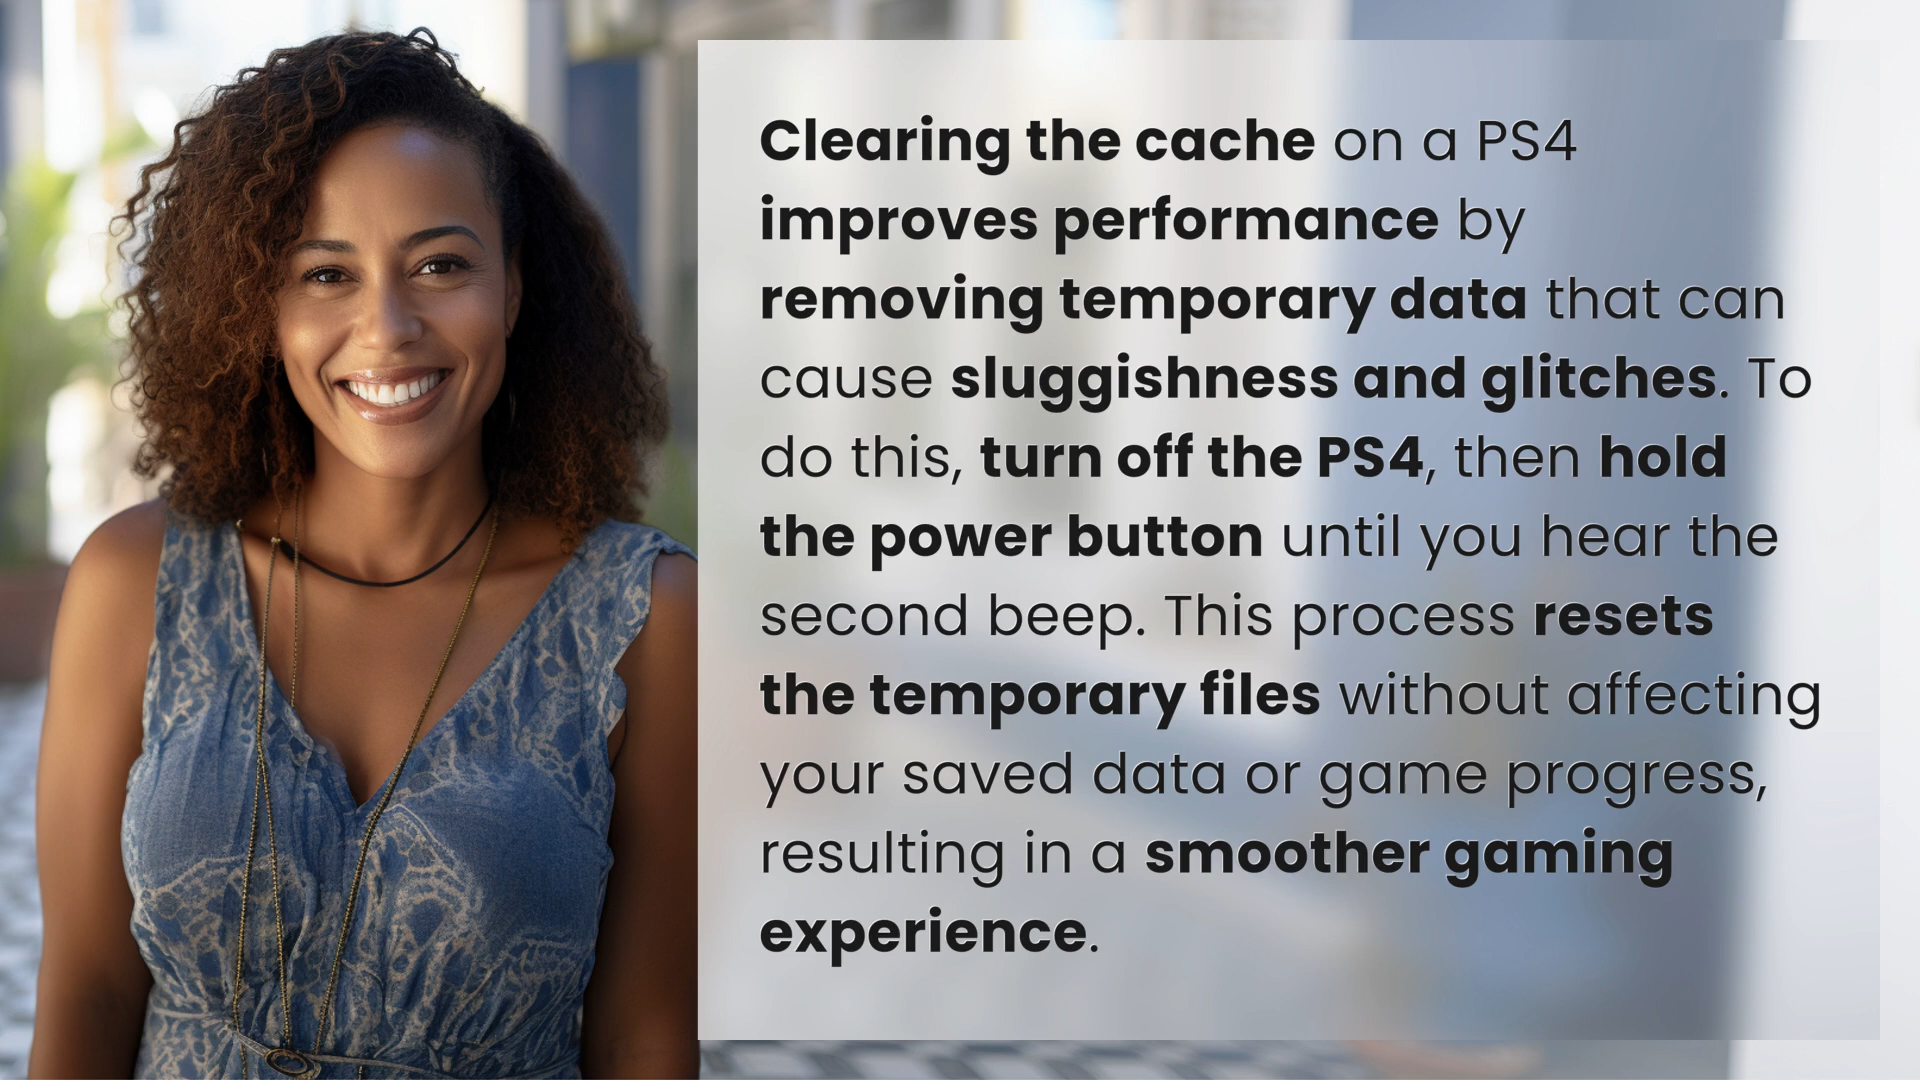 Clearing the cache on a PS4
improves performance by
removing temporary data that can
cause sluggishness and glitches. To
do this, turn off the PS4, then hold
the power button until you hear the
second beep. This process resets
the temporary files without affecting
your saved data or game progress,
resulting in a smoother gaming
experience.